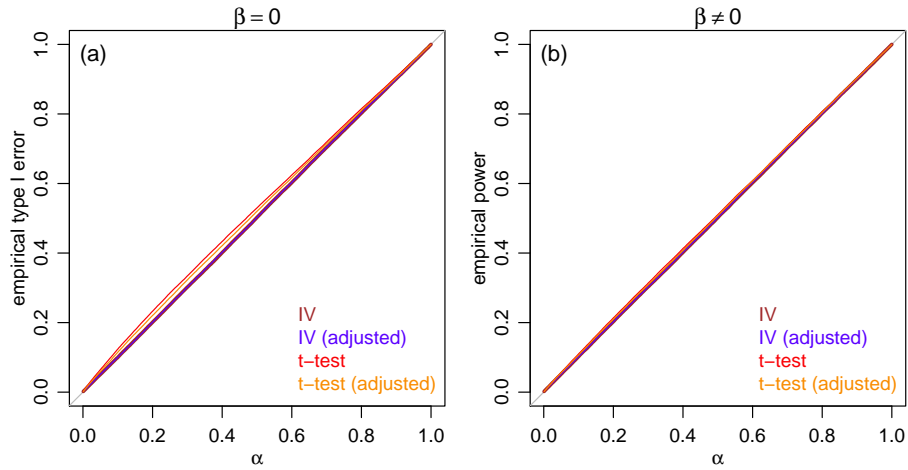 β = 0
(a)
empirical type I error
1.0
0.8
0.6
0.4
0.2
0.0
IV
IV (adjusted)
t−test
t−test (adjusted)
0.0 0.2 0.4 0.6 0.8 1.0
α
β ≠ 0
(b)
empirical power
1.0
0.8
0.6
0.4
0.2
0.0
IV
IV (adjusted)
t−test
t−test (adjusted)
0.0 0.2 0.4 0.6 0.8 1.0
α